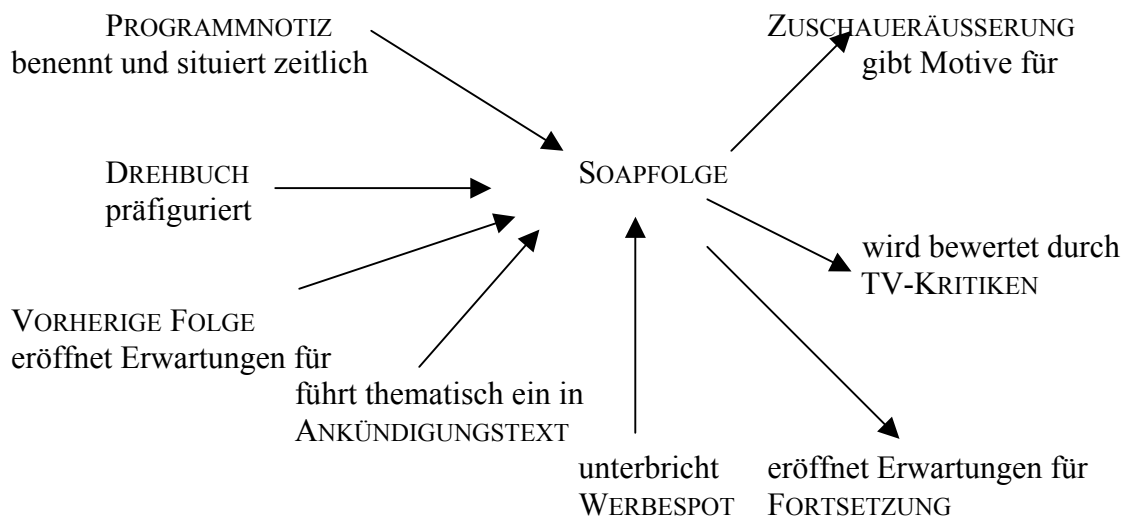 PROGRAMMNOTIZ
benennt und situiert zeitlich
ZUSCHAUERÄUSSERUNG
gibt Motive für
DREHBUCH
präfiguriert
SOAPFOLGE
wird bewertet durch
TV-KRITIKEN
VORHERIGE FOLGE
eröffnet Erwartungen für
führt thematisch ein in
ANKÜNDIGUNGSTEXT
unterbricht
WERBESPOT
eröffnet Erwartungen für
FORTSETZUNG